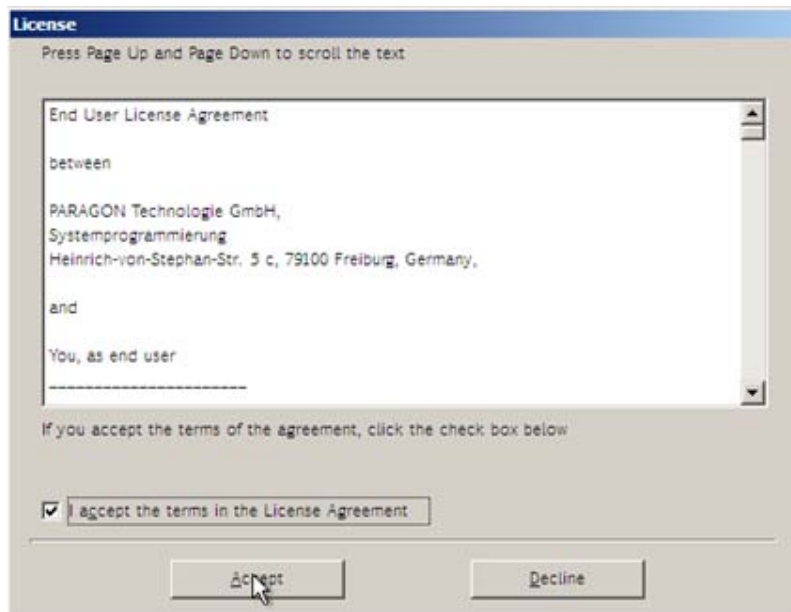 License
Press Page Up and Page Down to scroll the text
End User License Agreement
between
PARAGON Technologie GmbH,
Systemprogrammierung
Heinrich-von-Stephan-Str. 5 c, 79100 Freiburg, Germany,
and
You, as end user
______________________
If you accept the terms of the agreement, click the check box below
I accept the terms in the License Agreement
Accept
Decline